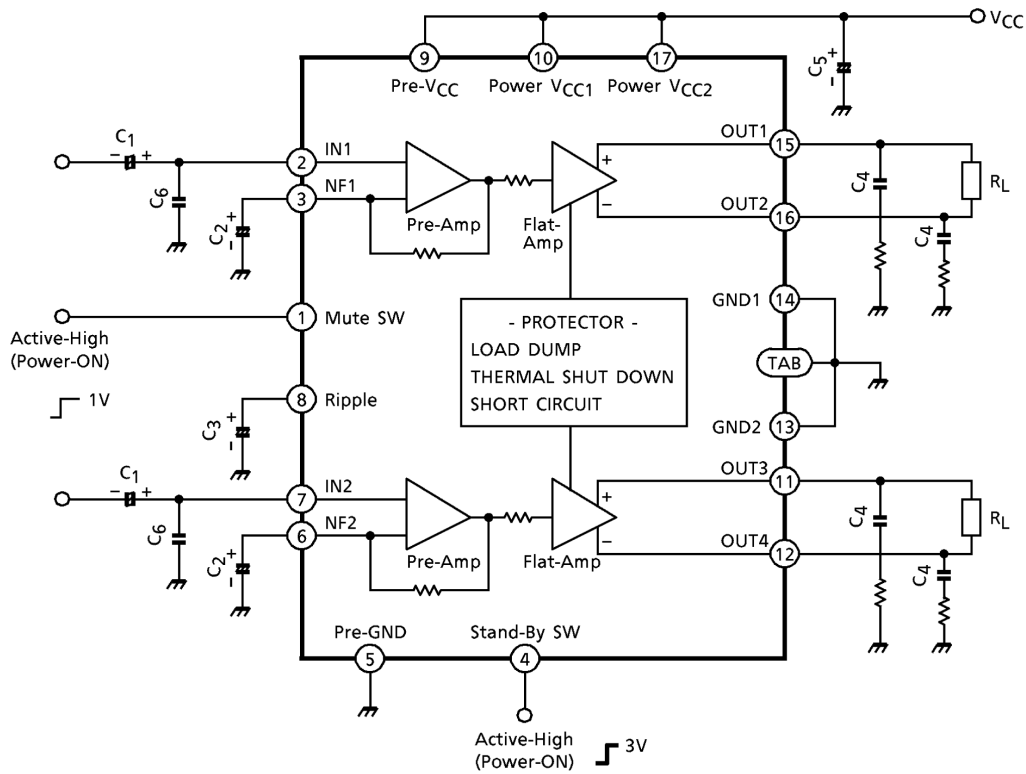 VCC
9
10
17
C5
+
-
Pre-VCC
Power VCC1
Power VCC2
C1
- +
2
IN1
OUT1
15
C6
3
NF1
+
C2
-
Pre-Amp
Flat-
Amp
+
-
OUT2
16
C4
RL
C4
1
Mute SW
Active-High
(Power-ON)
1V
- PROTECTOR -
LOAD DUMP
THERMAL SHUT DOWN
SHORT CIRCUIT
GND1
14
TAB
GND2
13
8
Ripple
+
C3
-
C1
- +
7
IN2
OUT3
11
C6
6
NF2
+
C2
-
Pre-Amp
Flat-Amp
+
-
OUT4
12
C4
RL
C4
Pre-GND
5
Stand-By SW
4
Active-High
(Power-ON)
3V